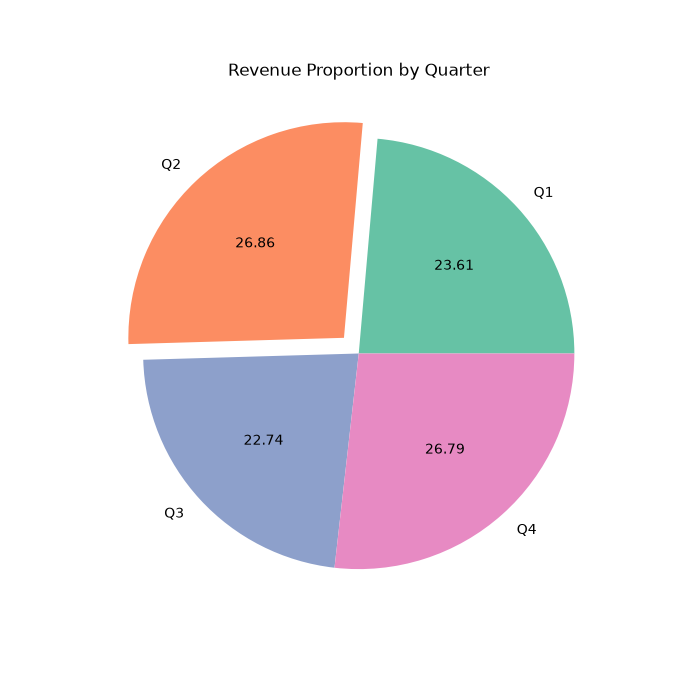 Revenue Proportion by Quarter
Q2
Q1
26.86
23.61
22.74
26.79
Q3
Q4